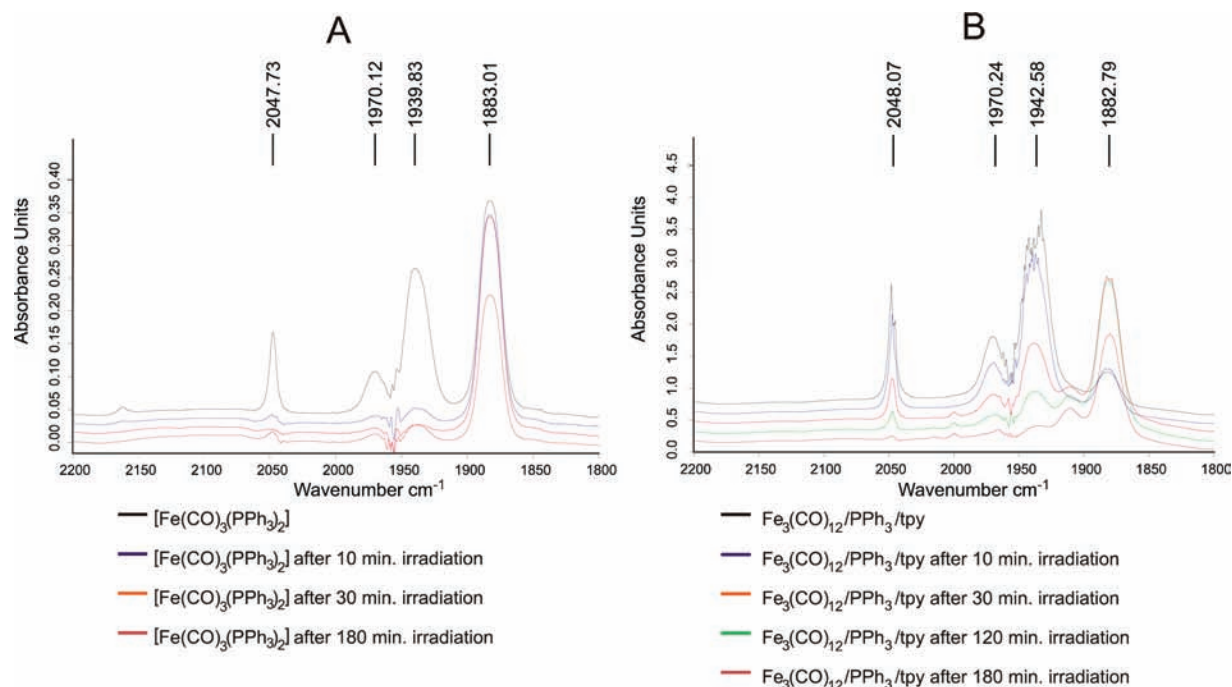 A
2047.73
1970.12
1939.83
1883.01
Absorbance Units
0.40
0.35
0.30
0.25
0.20
0.15
0.10
0.05
0.00
2200 2100 2050 2000 1950 1900 1850 1800
Wavenumber cm⁻¹
[Fe(CO)₃(PPh₃)₂]
[Fe(CO)₃(PPh₃)₂] after 10 min. irradiation
[Fe(CO)₃(PPh₃)₂] after 30 min. irradiation
[Fe(CO)₃(PPh₃)₂] after 180 min. irradiation
B
2048.07
1970.24
1942.58
1882.79
Absorbance Units
4.5
4.0
3.5
3.0
2.5
2.0
1.5
1.0
0.5
0.0
2200 2100 2050 2000 1950 1900 1850 1800
Wavenumber cm⁻¹
Fe₃(CO)₁₂/PPh₃/tpy
Fe₃(CO)₁₂/PPh₃/tpy after 10 min. irradiation
Fe₃(CO)₁₂/PPh₃/tpy after 30 min. irradiation
Fe₃(CO)₁₂/PPh₃/tpy after 120 min. irradiation
Fe₃(CO)₁₂/PPh₃/tpy after 180 min. irradiation